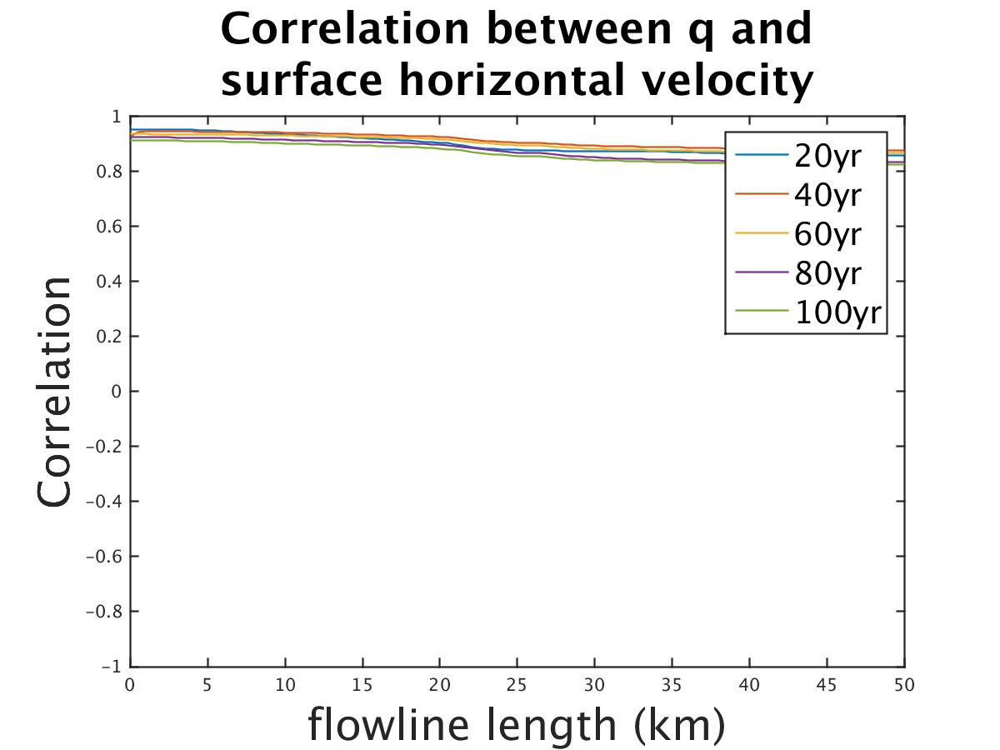 Correlation between q and
surface horizontal velocity
1
0.8
0.6
0.4
0.2
0
−0.2
−0.4
−0.6
−0.8
−1
Correlation
20yr
40yr
60yr
80yr
100yr
0 5 10 15 20 25 30 35 40 45 50
flowline length (km)